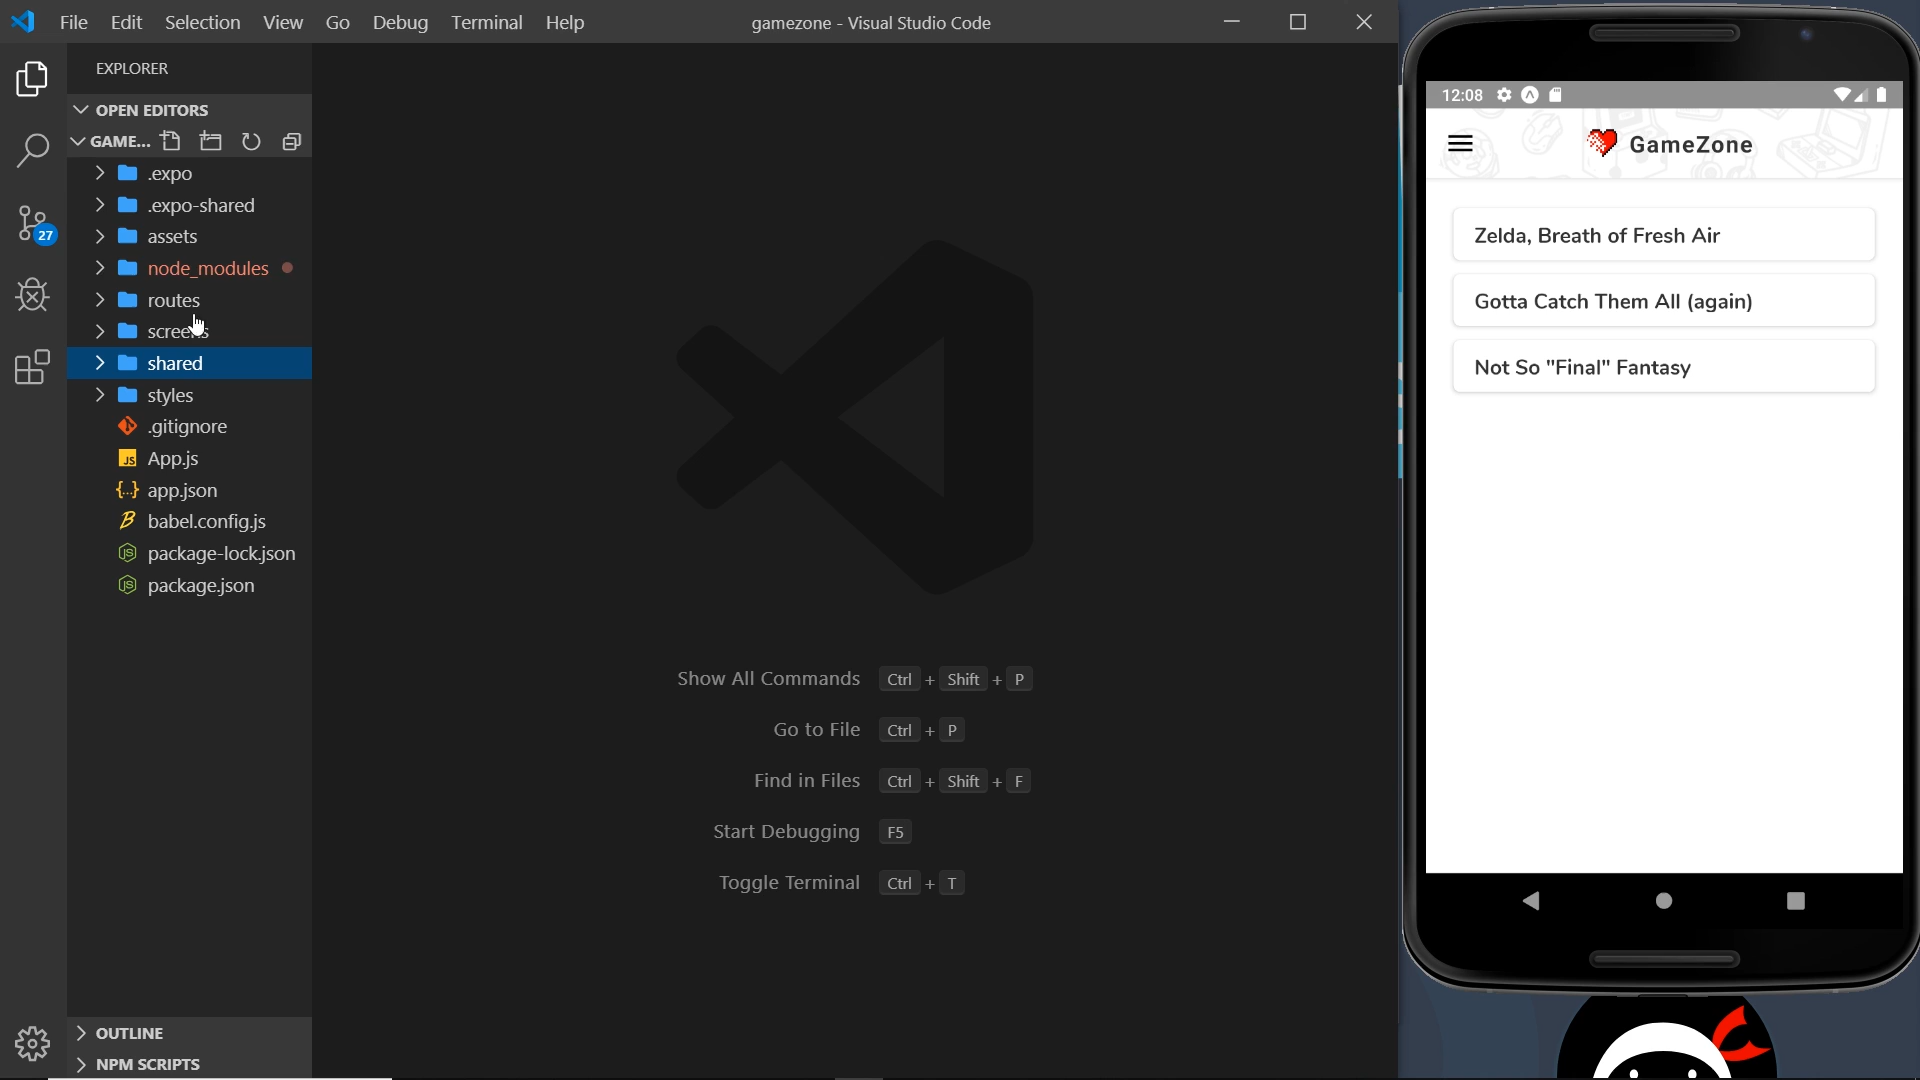 File Edit Selection View Go Debug Terminal Help
gamezone - Visual Studio Code
EXPLORER
OPEN EDITORS
GAME...
.expo
.expo-shared
assets
node_modules
routes
screens
shared
styles
.gitignore
App.js
app.json
babel.config.js
package-lock.json
package.json
OUTLINE
NPM SCRIPTS
27
Show All Commands Ctrl + Shift + P
Go to File Ctrl + P
Find in Files Ctrl + Shift + F
Start Debugging F5
Toggle Terminal Ctrl + T
12:08
GameZone
Zelda, Breath of Fresh Air
Gotta Catch Them All (again)
Not So "Final" Fantasy